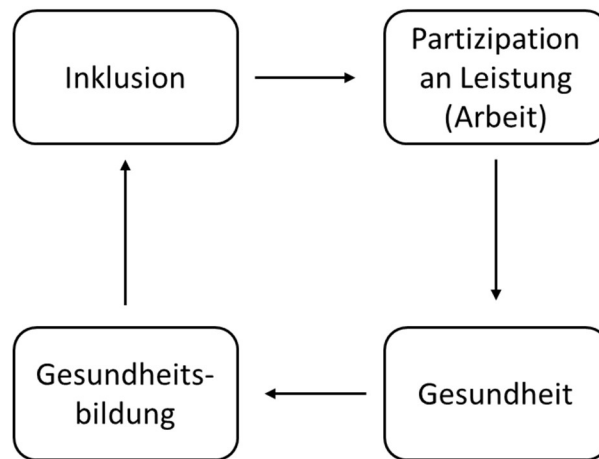 Inklusion
Partizipation
an Leistung
(Arbeit)
Gesundheits-
bildung
Gesundheit